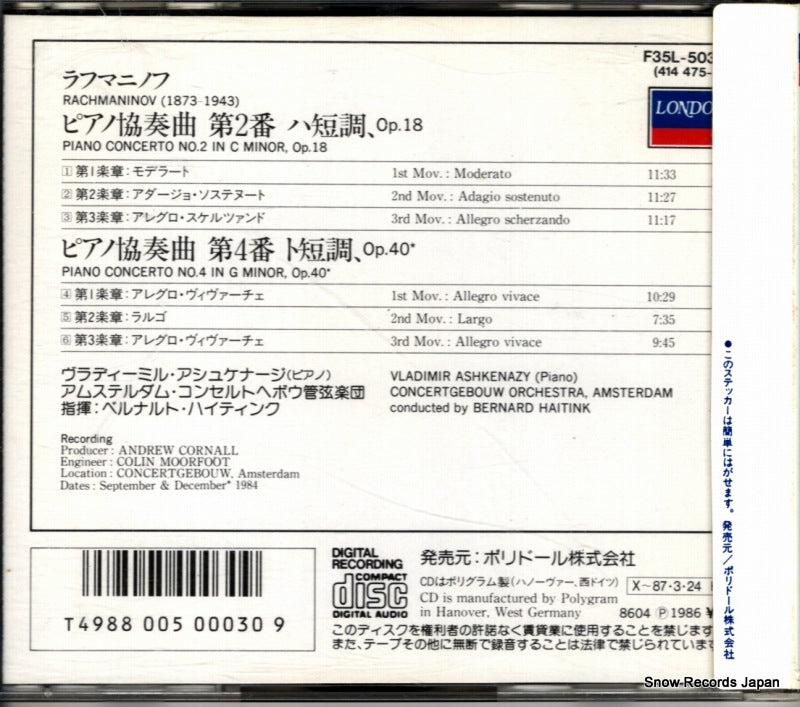 ラフマニノフ
F35L-503
RACHMANINOV (1873-1943)
(414 475-
ピアノ協奏曲 第2番 ハ短調、Op.18
LONDO
PIANO CONCERTO NO.2 IN C MINOR, Op.18
1 第1楽章:モデラート 1st Mov.: Moderato 11:33
2 第2楽章:アダージョ・ソステヌート 2nd Mov.: Adagio sostenuto 11:27
3 第3楽章:アレグロ・スケルツァンド 3rd Mov.: Allegro scherzando 11:17
ピアノ協奏曲 第4番 ト短調、Op.40*
PIANO CONCERTO NO.4 IN G MINOR, Op.40*
4 第1楽章:アレグロ・ヴィヴァーチェ 1st Mov.: Allegro vivace 10:29
5 第2楽章:ラルゴ 2nd Mov.: Largo 7:35
6 第3楽章:アレグロ・ヴィヴァーチェ 3rd Mov.: Allegro vivace 9:45
ヴラディーミル・アシュケナージ(ピアノ)
アムステルダム・コンセルトヘボウ管弦楽団
指揮:ベルナルト・ハイティンク
VLADIMIR ASHKENAZY (Piano)
CONCERTGEBOUW ORCHESTRA, AMSTERDAM
conducted by BERNARD HAITINK
Recording
Producer: ANDREW CORNALL
Engineer: COLIN MOORFOOT
Location: CONCERTGEBOUW, Amsterdam
Dates: September & December* 1984
T4988 005 00030 9
DIGITAL RECORDING
COMPACT
disc
DIGITAL AUDIO
発売元:ポリドール株式会社
CDはポリグラム製(ハノーヴァー、西ドイツ)
CD is manufactured by Polygram
in Hanover, West Germany
X〜87・3・24
8604 Ⓟ 1986 ¥
このディスクを権利者の許諾なく賃貸業に使用することを禁じます
また、テープその他に無断で録音することは法律で禁じられています
●このステッカーは簡単にはがせます。 発売元/ポリドール株式会社
Snow Records Japan